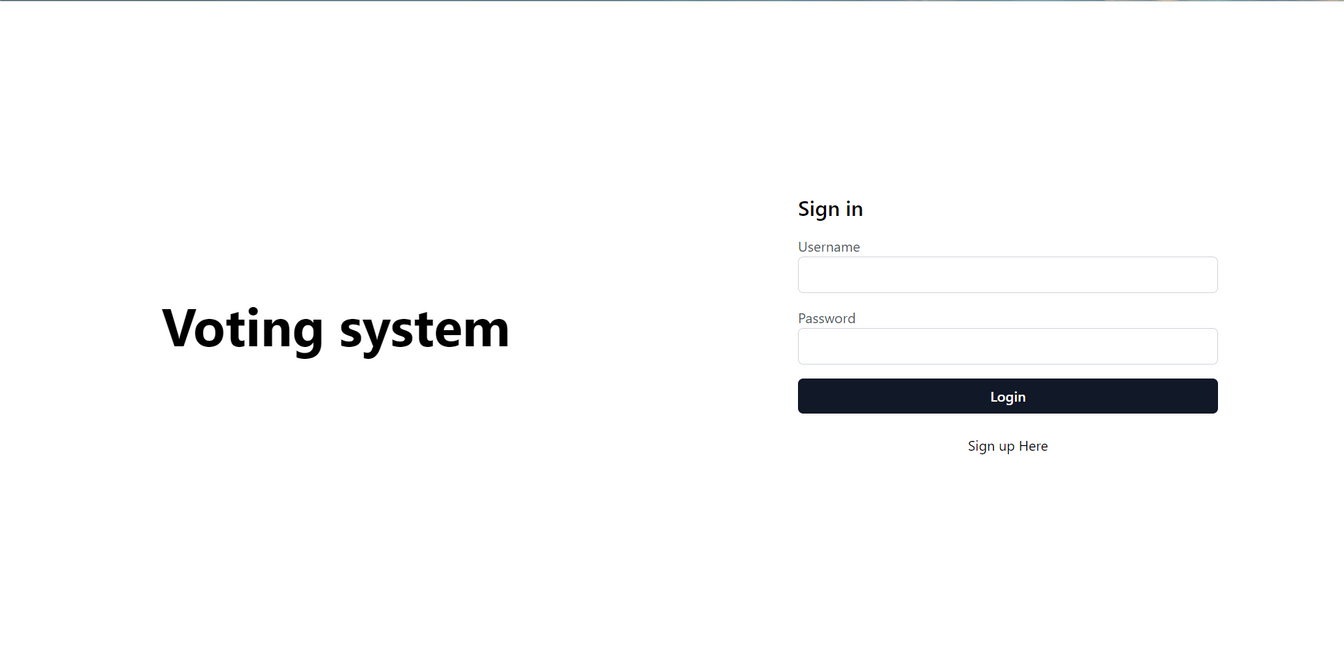 Voting system
Sign in
Username
Password
Login
Sign up Here